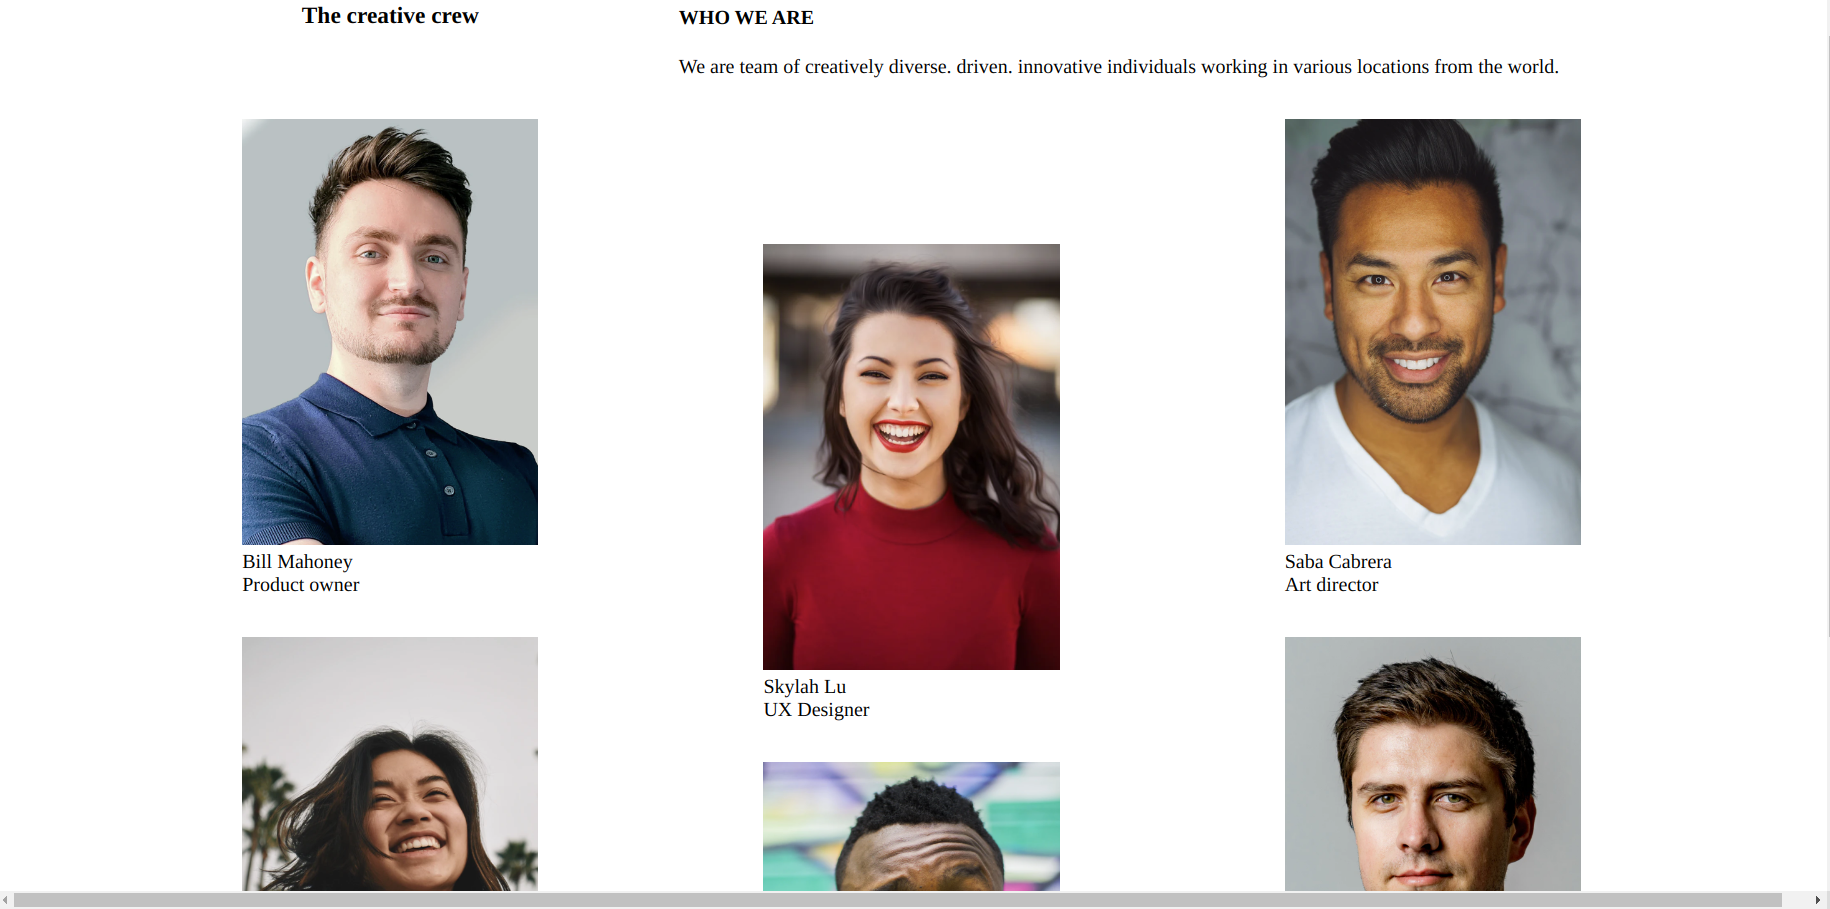 The creative crew
WHO WE ARE
We are team of creatively diverse. driven. innovative individuals working in various locations from the world.
Bill Mahoney
Product owner
Skylah Lu
UX Designer
Saba Cabrera
Art director